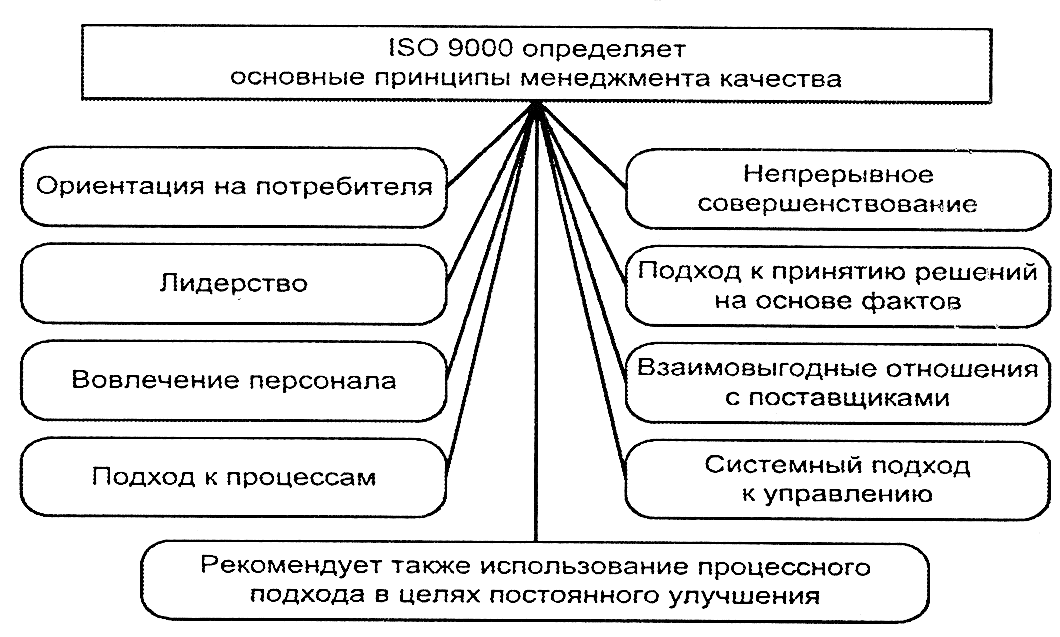 ISO 9000 определяет
основные принципы менеджмента качества
Ориентация на потребителя
Лидерство
Вовлечение персонала
Подход к процессам
Непрерывное
совершенствование
Подход к принятию решений
на основе фактов
Взаимовыгодные отношения
с поставщиками
Системный подход
к управлению
Рекомендует также использование процессного
подхода в целях постоянного улучшения